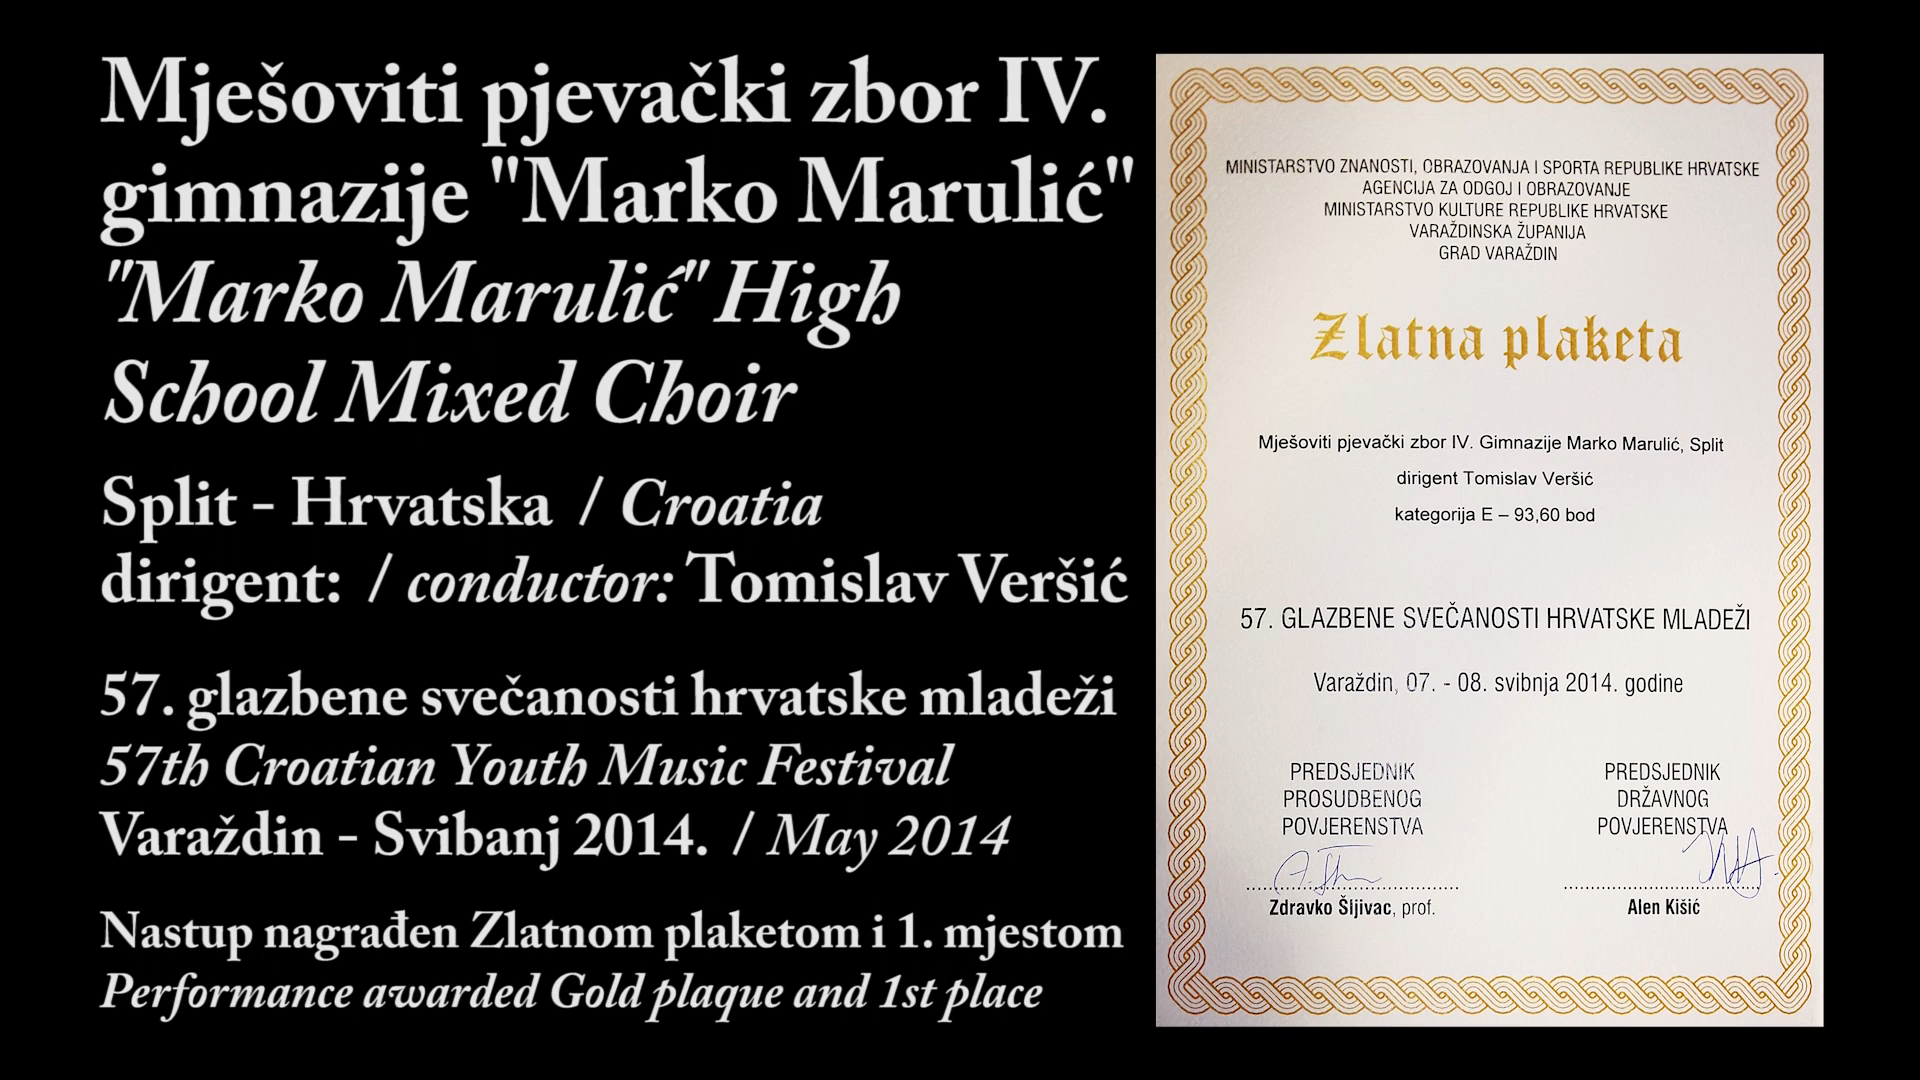 Mješoviti pjevački zbor IV.
gimnazije "Marko Marulić"
"Marko Marulić" High
School Mixed Choir
Split - Hrvatska / Croatia
dirigent: / conductor: Tomislav Veršić
57. glazbene svečanosti hrvatske mladeži
57th Croatian Youth Music Festival
Varaždin - Svibanj 2014. / May 2014
Nastup nagrađen Zlatnom plaketom i 1. mjestom
Performance awarded Gold plaque and 1st place
MINISTARSTVO ZNANOSTI, OBRAZOVANJA I SPORTA REPUBLIKE HRVATSKE
AGENCIJA ZA ODGOJ I OBRAZOVANJE
MINISTARSTVO KULTURE REPUBLIKE HRVATSKE
VARAŽDINSKA ŽUPANIJA
GRAD VARAŽDIN
Zlatna plaketa
Mješoviti pjevački zbor IV. Gimnazije Marko Marulić, Split
dirigent Tomislav Veršić
kategorija E – 93,60 bod
57. GLAZBENE SVEČANOSTI HRVATSKE MLADEŽI
Varaždin, 07. - 08. svibnja 2014. godine
PREDSJEDNIK
PROSUDBENOG
POVJERENSTVA
Zdravko Šljivac, prof.
PREDSJEDNIK
DRŽAVNOG
POVJERENSTVA
Alen Kišić